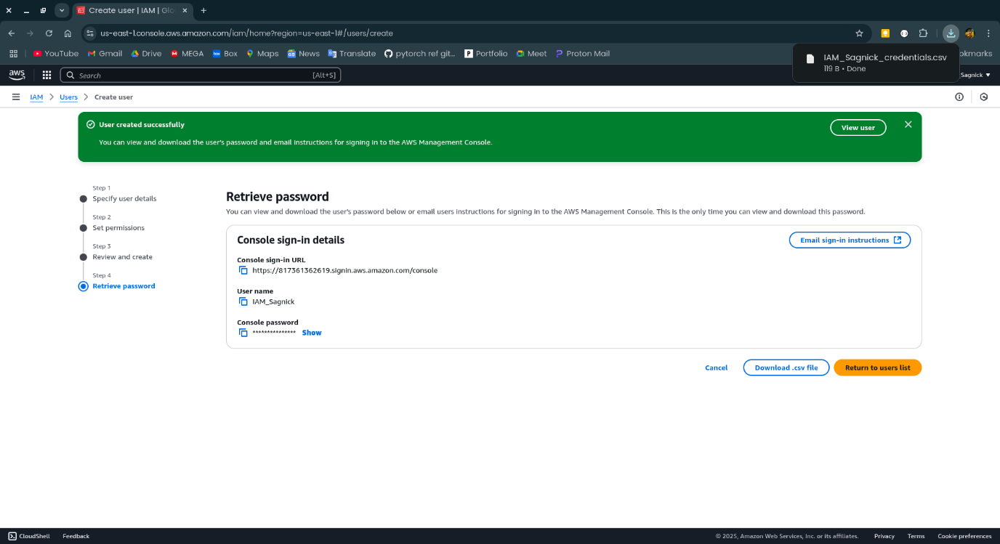 Create user | IAM | Glo
us-east-1.console.aws.amazon.com/iam/home?region=us-east-1#/users/create
YouTube Gmail Drive MEGA Box Maps News Translate pytorch ref git... Portfolio Meet Proton Mail
IAM_Sagnick_credentials.csv
119 B • Done
aws Search [Alt+S] Sagnick
IAM > Users > Create user
User created successfully
View user
You can view and download the user's password and email instructions for signing in to the AWS Management Console.
Step 1
Specify user details
Step 2
Set permissions
Step 3
Review and create
Step 4
Retrieve password
Retrieve password
You can view and download the user's password below or email users instructions for signing in to the AWS Management Console. This is the only time you can view and download this password.
Console sign-in details
Email sign-in instructions
Console sign-in URL
https://817361362619.signin.aws.amazon.com/console
User name
IAM_Sagnick
Console password
*************** Show
Cancel Download .csv file Return to users list
CloudShell Feedback © 2025, Amazon Web Services, Inc. or its affiliates. Privacy Terms Cookie preferences